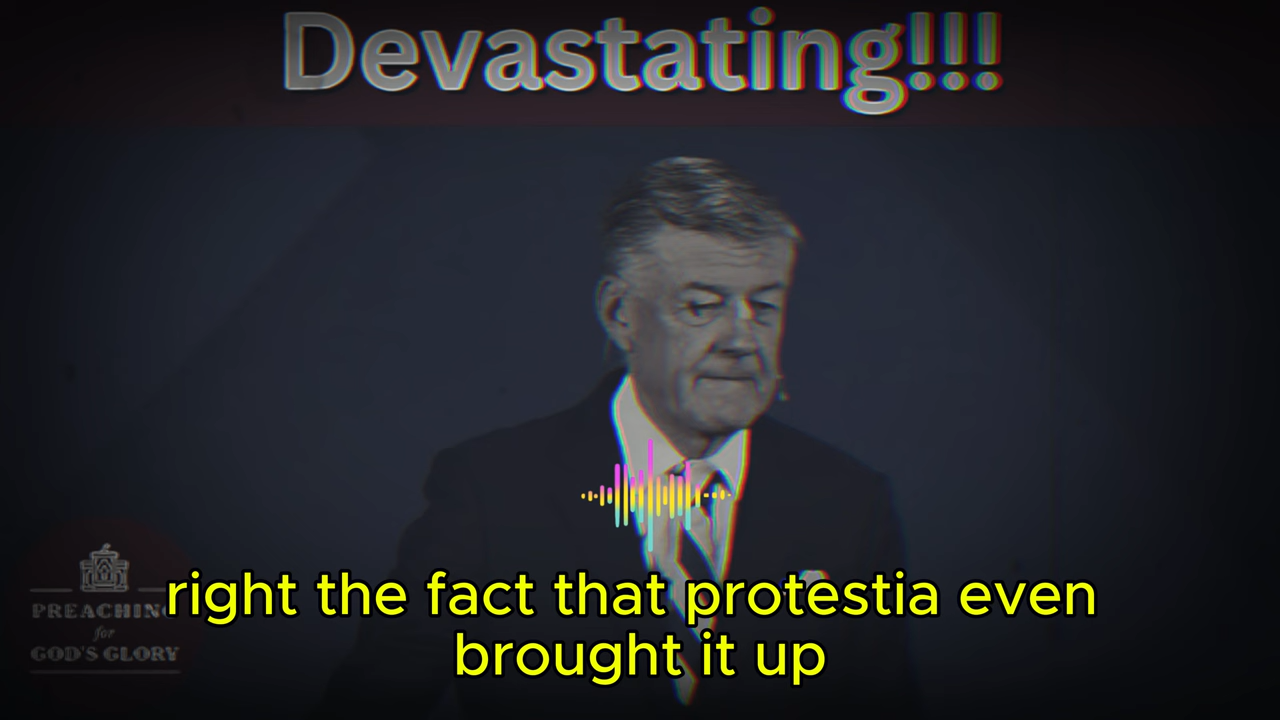 Devastating!!!
PREACHING
for
GOD'S GLORY
right the fact that protestia even
brought it up